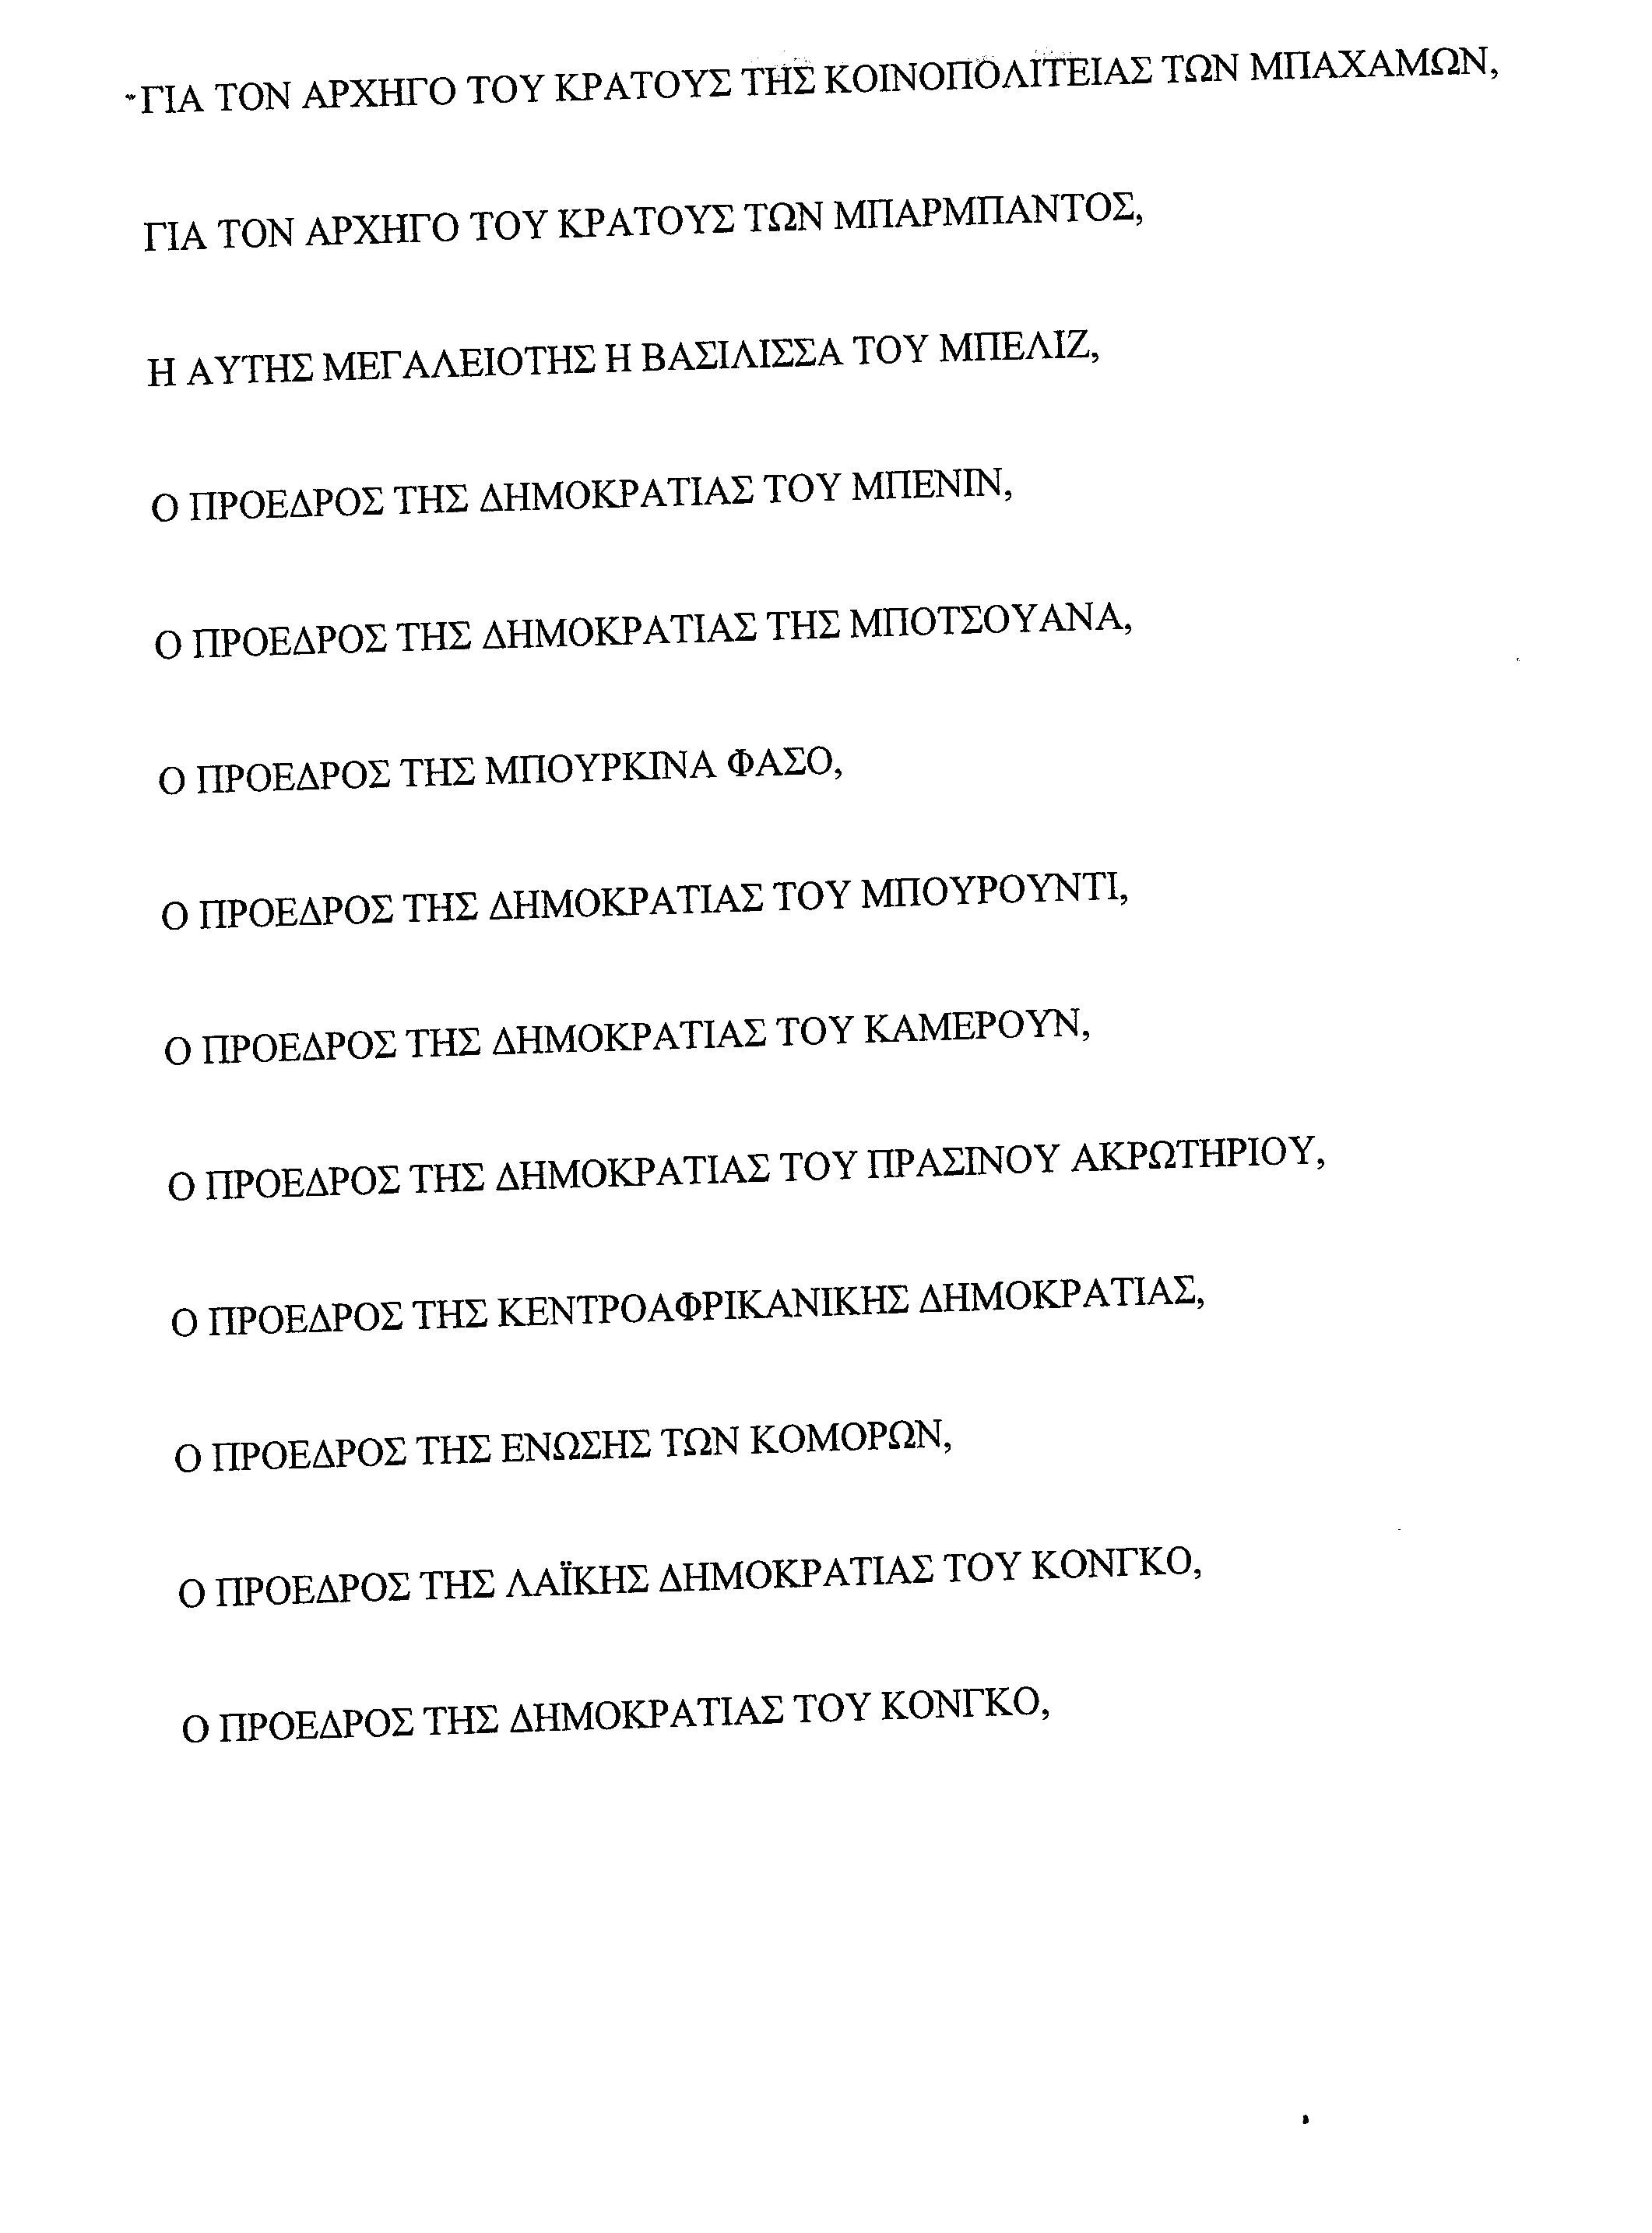 ΓΙΑ ΤΟΝ ΑΡΧΗΓΟ ΤΟΥ ΚΡΑΤΟΥΣ ΤΗΣ ΚΟΙΝΟΠΟΛΙΤΕΙΑΣ ΤΩΝ ΜΠΑΧΑΜΩΝ,
ΓΙΑ ΤΟΝ ΑΡΧΗΓΟ ΤΟΥ ΚΡΑΤΟΥΣ ΤΩΝ ΜΠΑΡΜΠΑΝΤΟΣ,
Η ΑΥΤΗΣ ΜΕΓΑΛΕΙΟΤΗΣ Η ΒΑΣΙΛΙΣΣΑ ΤΟΥ ΜΠΕΛΙΖ,
Ο ΠΡΟΕΔΡΟΣ ΤΗΣ ΔΗΜΟΚΡΑΤΙΑΣ ΤΟΥ ΜΠΕΝΙΝ,
Ο ΠΡΟΕΔΡΟΣ ΤΗΣ ΔΗΜΟΚΡΑΤΙΑΣ ΤΗΣ ΜΠΟΤΣΟΥΑΝΑ,
Ο ΠΡΟΕΔΡΟΣ ΤΗΣ ΜΠΟΥΡΚΙΝΑ ΦΑΣΟ,
Ο ΠΡΟΕΔΡΟΣ ΤΗΣ ΔΗΜΟΚΡΑΤΙΑΣ ΤΟΥ ΜΠΟΥΡΟΥΝΤΙ,
Ο ΠΡΟΕΔΡΟΣ ΤΗΣ ΔΗΜΟΚΡΑΤΙΑΣ ΤΟΥ ΚΑΜΕΡΟΥΝ,
Ο ΠΡΟΕΔΡΟΣ ΤΗΣ ΔΗΜΟΚΡΑΤΙΑΣ ΤΟΥ ΠΡΑΣΙΝΟΥ ΑΚΡΩΤΗΡΙΟΥ,
Ο ΠΡΟΕΔΡΟΣ ΤΗΣ ΚΕΝΤΡΟΑΦΡΙΚΑΝΙΚΗΣ ΔΗΜΟΚΡΑΤΙΑΣ,
Ο ΠΡΟΕΔΡΟΣ ΤΗΣ ΕΝΩΣΗΣ ΤΩΝ ΚΟΜΟΡΩΝ,
Ο ΠΡΟΕΔΡΟΣ ΤΗΣ ΛΑΪΚΗΣ ΔΗΜΟΚΡΑΤΙΑΣ ΤΟΥ ΚΟΝΓΚΟ,
Ο ΠΡΟΕΔΡΟΣ ΤΗΣ ΔΗΜΟΚΡΑΤΙΑΣ ΤΟΥ ΚΟΝΓΚΟ,